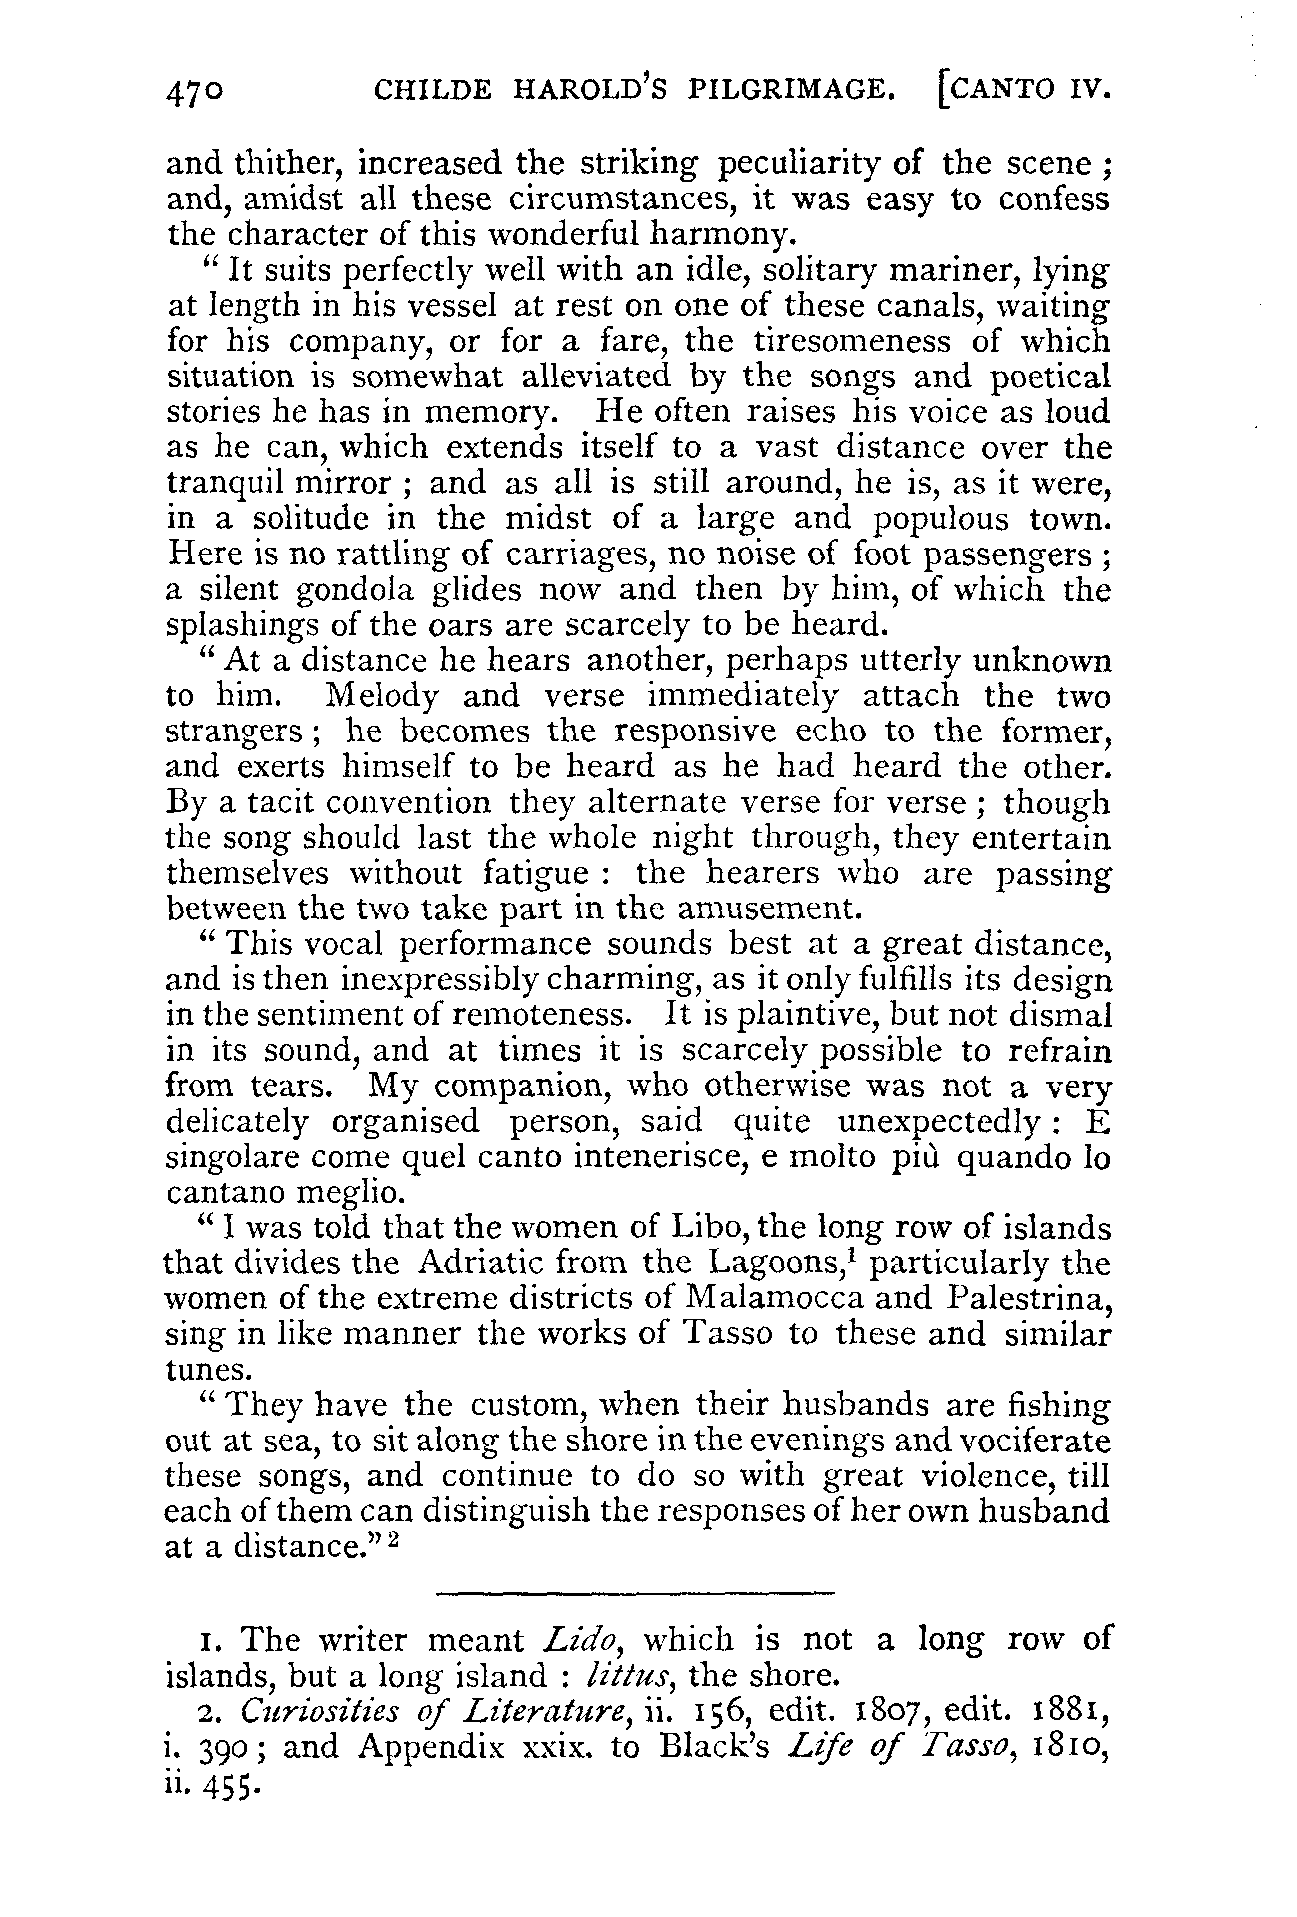 470 CHILDE HAROLD'S PILGRIMAGE. [CANTO IV.
and thither, increased the striking peculiarity of the scene ;
and, amidst all these circumstances, it was easy to confess
the character of this wonderful harmony.
“ It suits perfectly well with an idle, solitary mariner, lying
at length in his vessel at rest on one of these canals, waiting
for his company, or for a fare, the tiresomeness of which
situation is somewhat alleviated by the songs and poetical
stories he has in memory. He often raises his voice as loud
as he can, which extends itself to a vast distance over the
tranquil mirror ; and as all is still around, he is, as it were,
in a solitude in the midst of a large and populous town.
Here is no rattling of carriages, no noise of foot passengers ;
a silent gondola glides now and then by him, of which the
splashings of the oars are scarcely to be heard.
“ At a distance he hears another, perhaps utterly unknown
to him. Melody and verse immediately attach the two
strangers ; he becomes the responsive echo to the former,
and exerts himself to be heard as he had heard the other.
By a tacit convention they alternate verse for verse ; though
the song should last the whole night through, they entertain
themselves without fatigue : the hearers who are passing
between the two take part in the amusement.
“ This vocal performance sounds best at a great distance,
and is then inexpressibly charming, as it only fulfills its design
in the sentiment of remoteness. It is plaintive, but not dismal
in its sound, and at times it is scarcely possible to refrain
from tears. My companion, who otherwise was not a very
delicately organised person, said quite unexpectedly : E
singolare come quel canto intenerisce, e molto più quando lo
cantano meglio.
“ I was told that the women of Libo, the long row of islands
that divides the Adriatic from the Lagoons,¹ particularly the
women of the extreme districts of Malamocca and Palestrina,
sing in like manner the works of Tasso to these and similar
tunes.
“ They have the custom, when their husbands are fishing
out at sea, to sit along the shore in the evenings and vociferate
these songs, and continue to do so with great violence, till
each of them can distinguish the responses of her own husband
at a distance.” ²
1. The writer meant Lido, which is not a long row of
islands, but a long island : littus, the shore.
2. Curiosities of Literature, ii. 156, edit. 1807, edit. 1881,
i. 390 ; and Appendix xxix. to Black's Life of Tasso, 1810,
ii. 455.